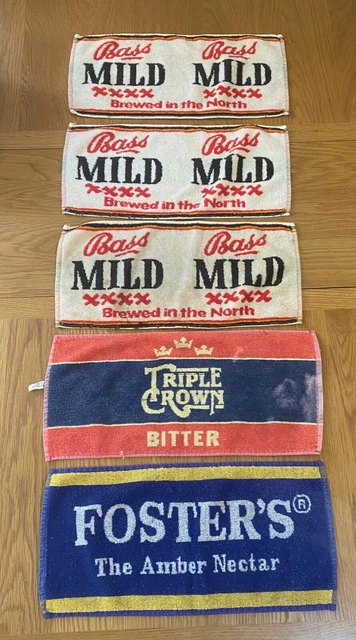 Bass Bass
MILD MILD
xxxx xxxx
Brewed in the North
Bass Bass
MILD MILD
xxxx xxxx
Brewed in the North
Bass Bass
MILD MILD
xxxx xxxx
Brewed in the North
TRIPLE
CROWN
BITTER
FOSTER'S®
The Amber Nectar